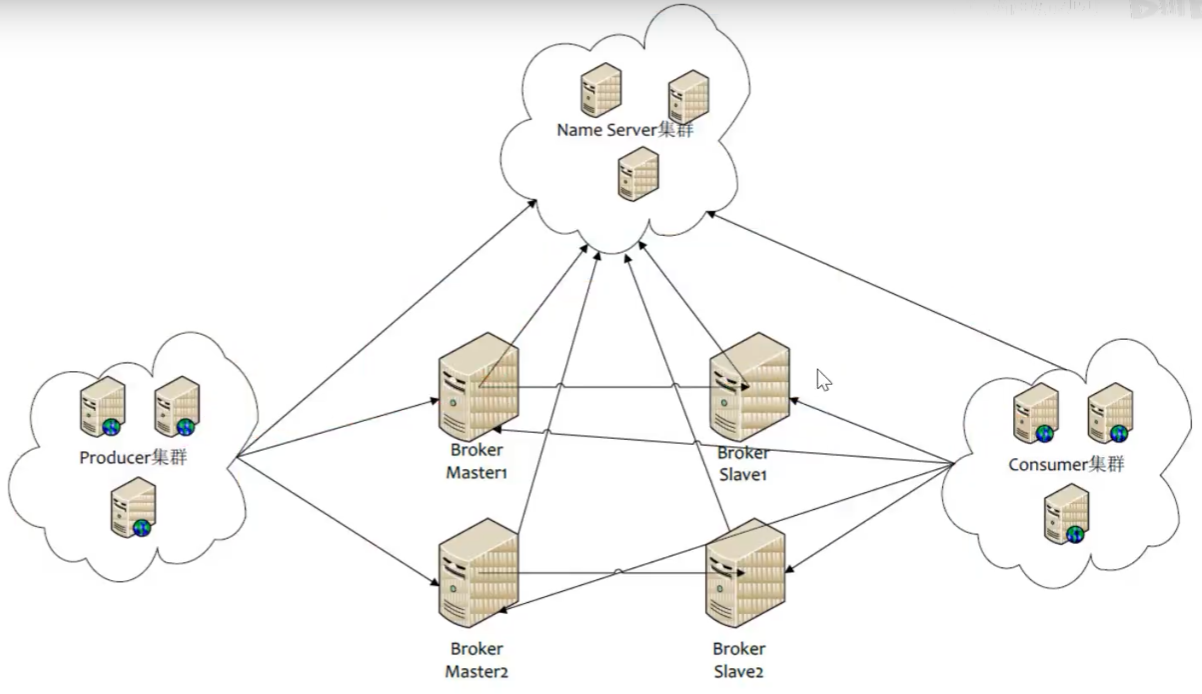 Name Server集群
Producer集群
Broker
Master1
Broker
Slave1
Consumer集群
Broker
Master2
Broker
Slave2